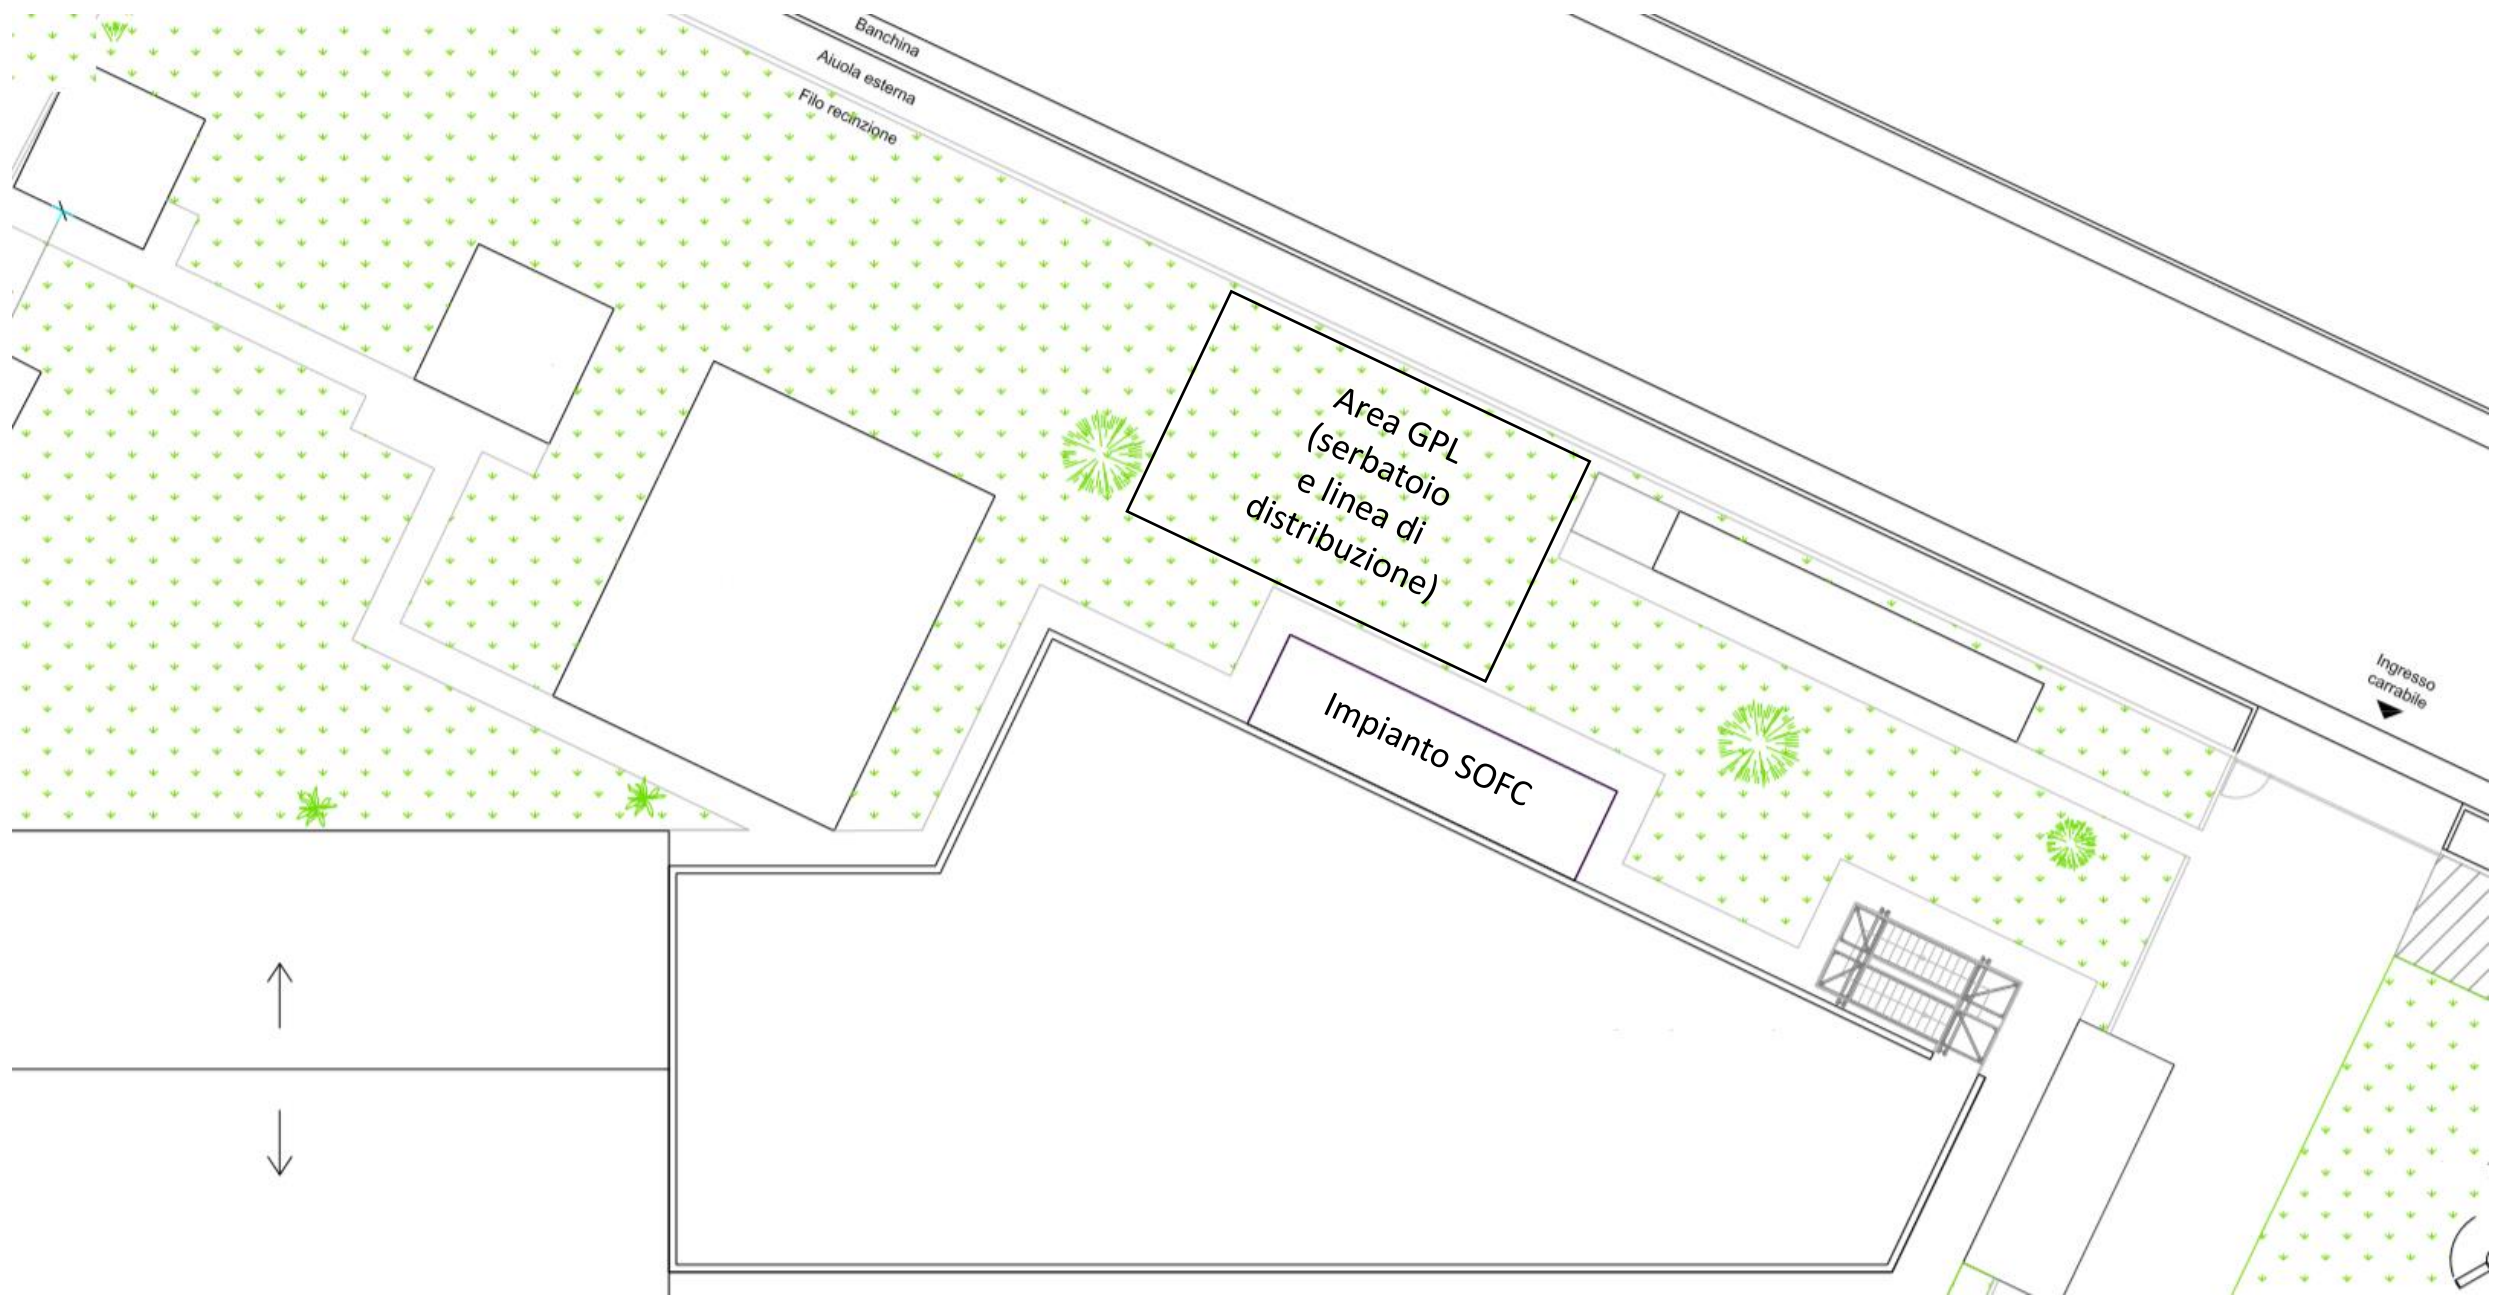 Banchina
Aiuola esterna
Filo recinzione
Area GPL
(serbatoio
e linea di
distribuzione)
Impianto SOFC
Ingresso
carrabile